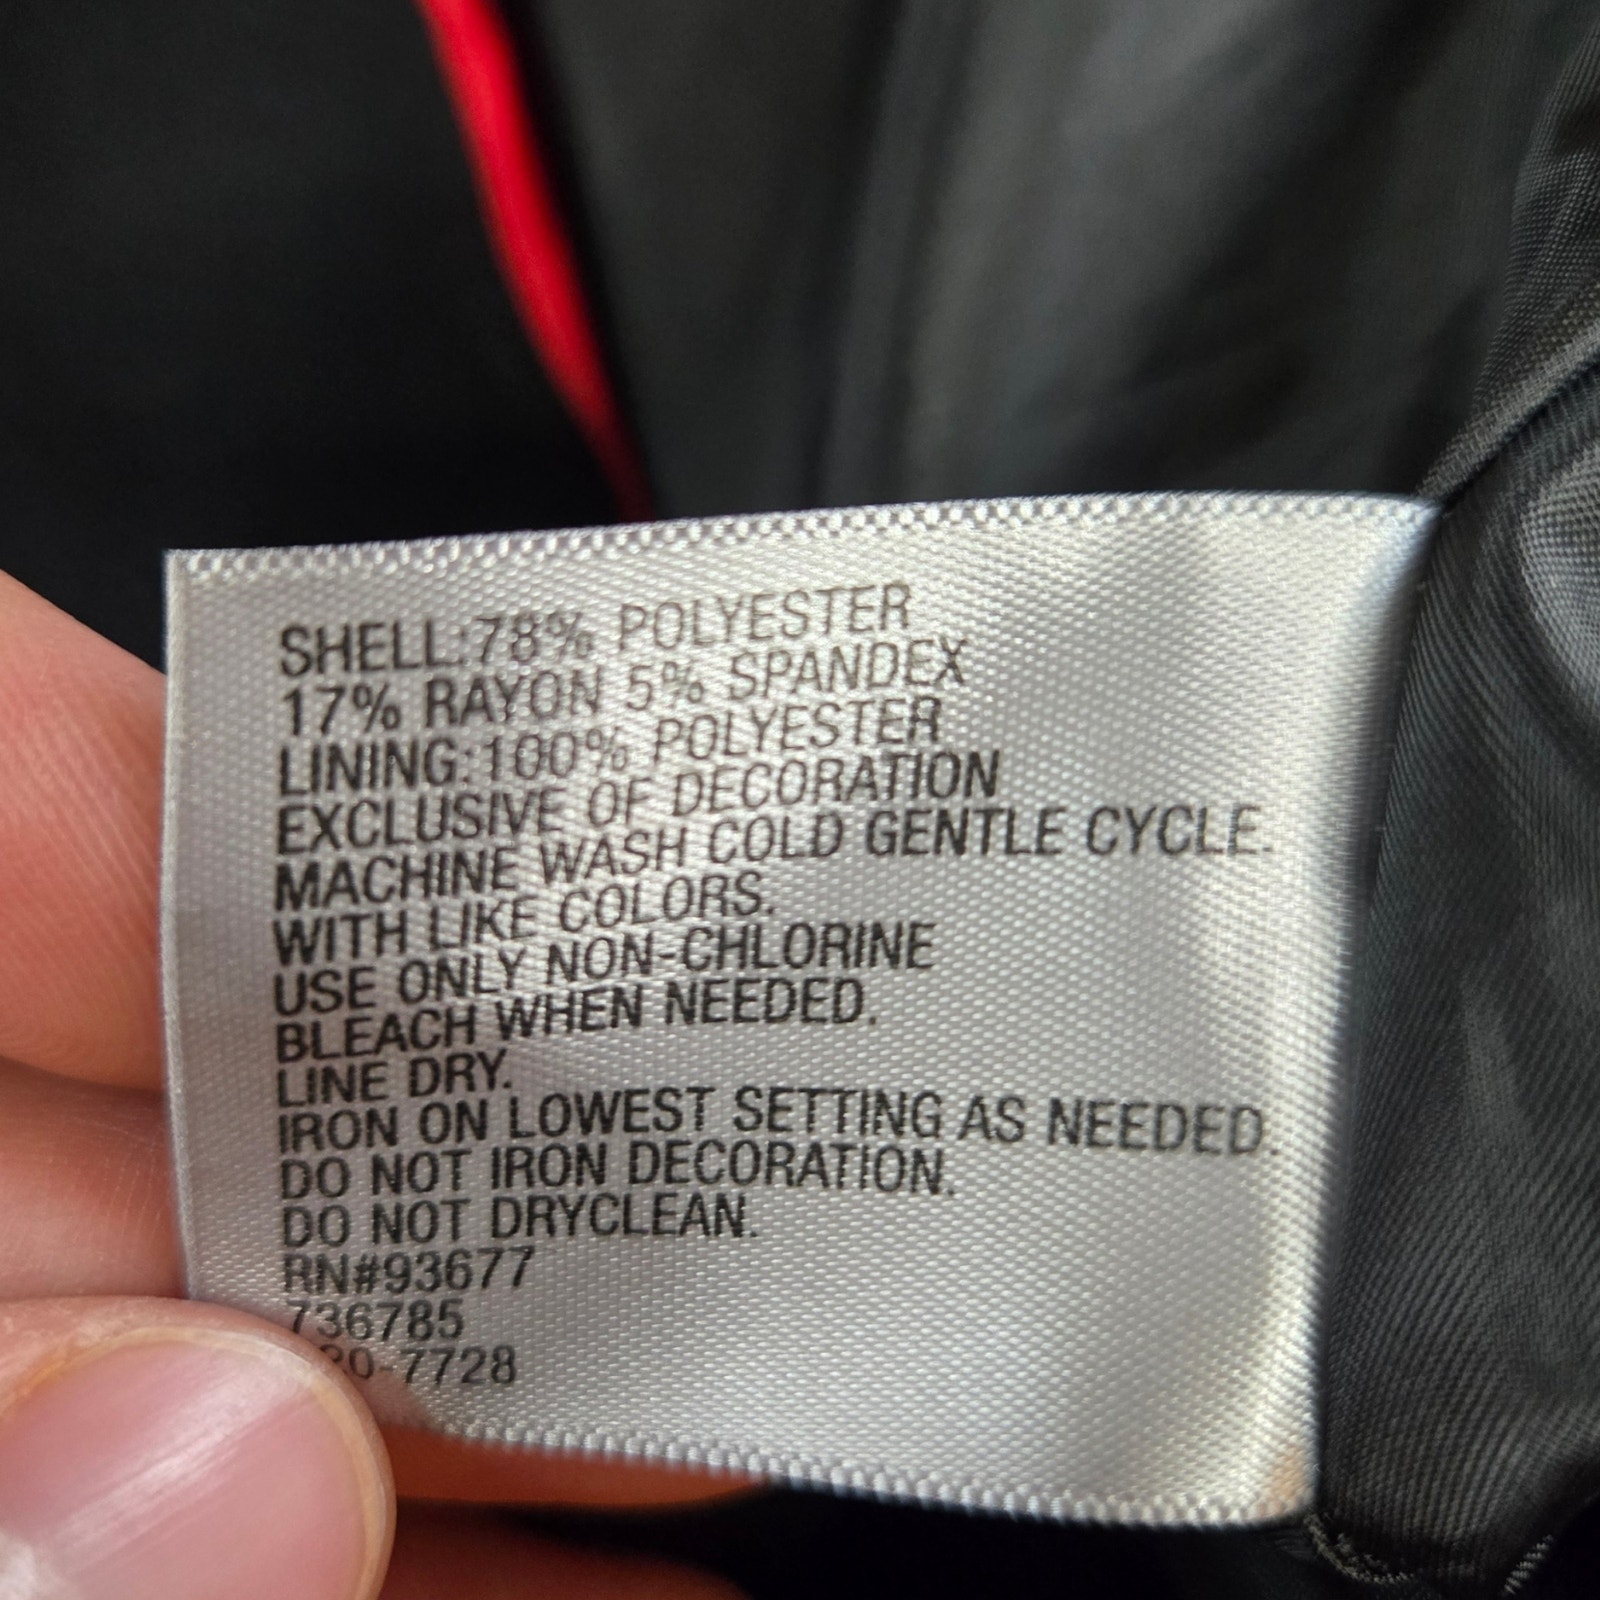 SHELL:78% POLYESTER
17% RAYON 5% SPANDEX
LINING:100% POLYESTER
EXCLUSIVE OF DECORATION
MACHINE WASH COLD GENTLE CYCLE.
WITH LIKE COLORS.
USE ONLY NON-CHLORINE
BLEACH WHEN NEEDED.
LINE DRY.
IRON ON LOWEST SETTING AS NEEDED.
DO NOT IRON DECORATION.
DO NOT DRYCLEAN.
RN#93677
736785